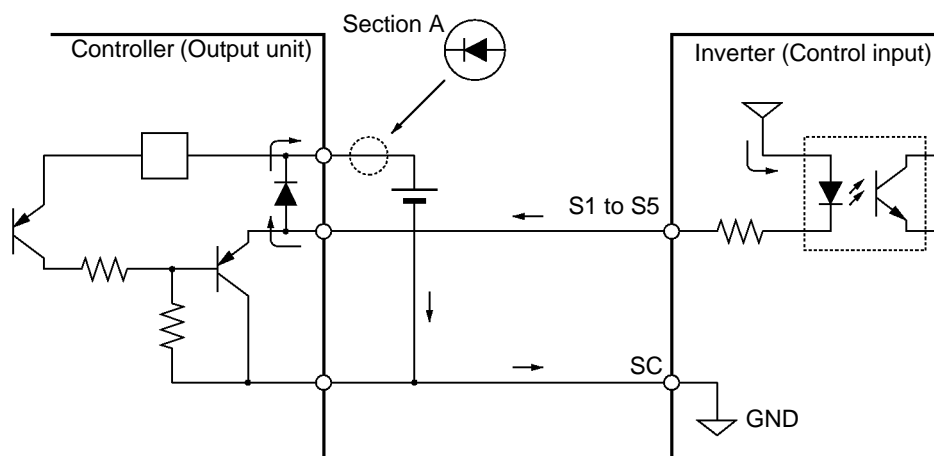 Section A
Controller (Output unit)
Inverter (Control input)
S1 to S5
SC
GND